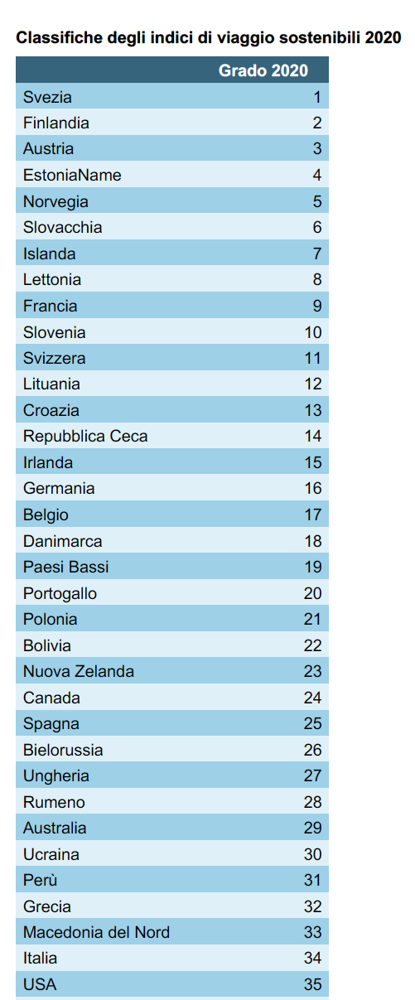 Classifiche degli indici di viaggio sostenibili 2020
Grado 2020
Svezia 1
Finlandia 2
Austria 3
EstoniaName 4
Norvegia 5
Slovacchia 6
Islanda 7
Lettonia 8
Francia 9
Slovenia 10
Svizzera 11
Lituania 12
Croazia 13
Repubblica Ceca 14
Irlanda 15
Germania 16
Belgio 17
Danimarca 18
Paesi Bassi 19
Portogallo 20
Polonia 21
Bolivia 22
Nuova Zelanda 23
Canada 24
Spagna 25
Bielorussia 26
Ungheria 27
Rumeno 28
Australia 29
Ucraina 30
Perù 31
Grecia 32
Macedonia del Nord 33
Italia 34
USA 35